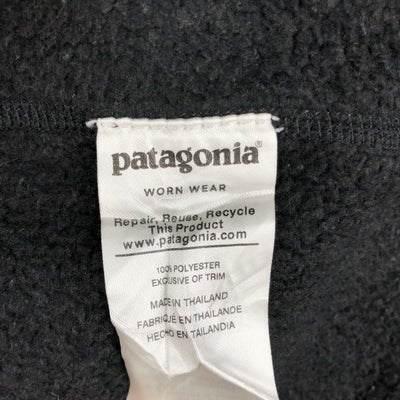 patagonia®
WORN WEAR
Repair, Reuse, Recycle
This Product
www.patagonia.com
100% POLYESTER
EXCLUSIVE OF TRIM
MADE IN THAILAND
FABRIQUÉ EN THAÏLANDE
HECHO EN TAILANDIA